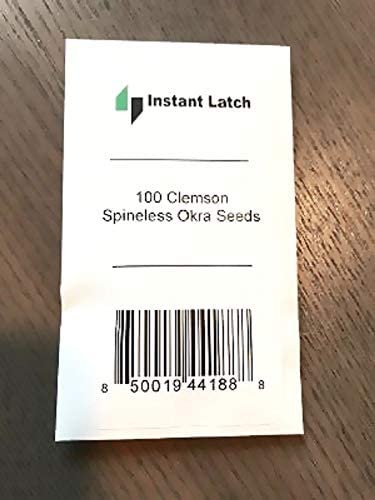 Instant Latch
100 Clemson
Spineless Okra Seeds
8 50019 44188 8